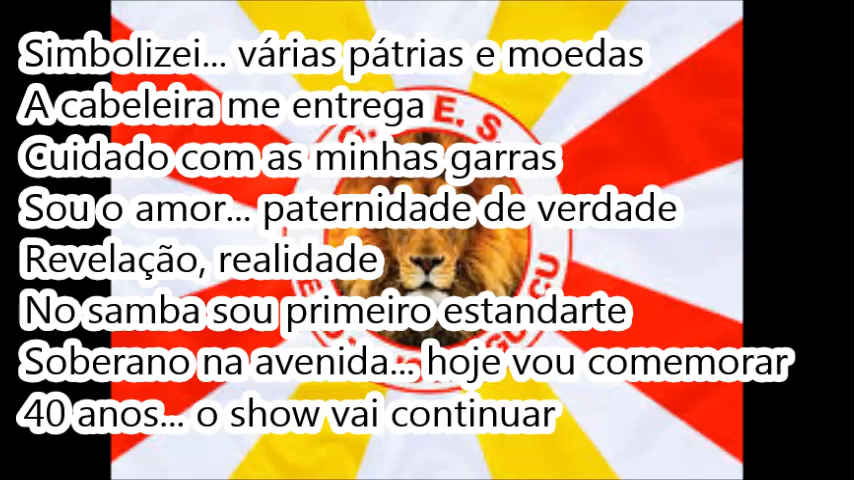 Simbolizei... várias pátrias e moedas
A cabeleira me entrega
Cuidado com as minhas garras
Sou o amor... paternidade de verdade
Revelação, realidade
No samba sou primeiro estandarte
Soberano na avenida... hoje vou comemorar
40 anos... o show vai continuar
E. S.